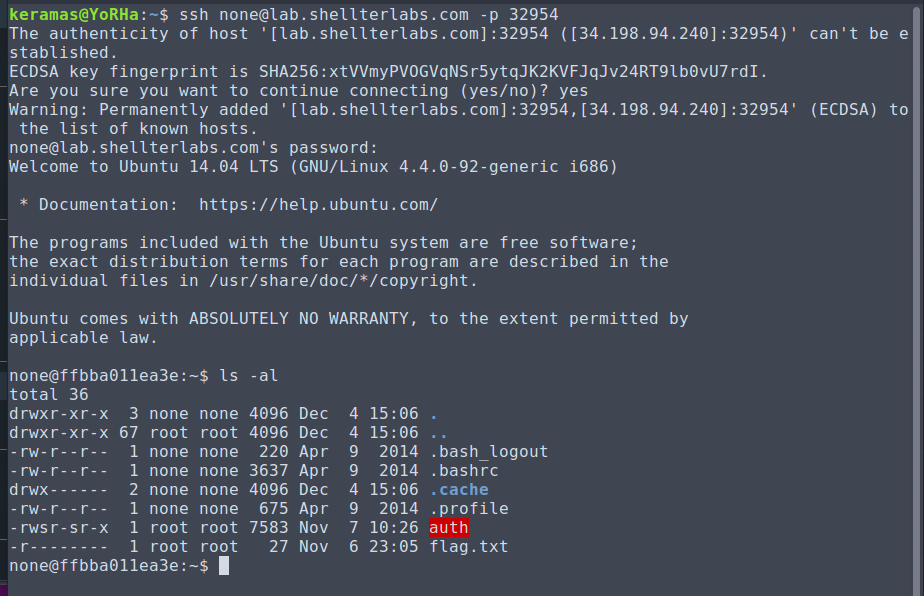 keramas@YoRHa:~$ ssh none@lab.shellterlabs.com -p 32954
The authenticity of host '[lab.shellterlabs.com]:32954 ([34.198.94.240]:32954)' can't be e
stablished.
ECDSA key fingerprint is SHA256:xtVVmyPVOGVqNSr5ytqJK2KVFJqJv24RT9lb0vU7rdI.
Are you sure you want to continue connecting (yes/no)? yes
Warning: Permanently added '[lab.shellterlabs.com]:32954,[34.198.94.240]:32954' (ECDSA) to
 the list of known hosts.
none@lab.shellterlabs.com's password:
Welcome to Ubuntu 14.04 LTS (GNU/Linux 4.4.0-92-generic i686)
 * Documentation:  https://help.ubuntu.com/
The programs included with the Ubuntu system are free software;
the exact distribution terms for each program are described in the
individual files in /usr/share/doc/*/copyright.
Ubuntu comes with ABSOLUTELY NO WARRANTY, to the extent permitted by
applicable law.
none@ffbba011ea3e:~$ ls -al
total 36
drwxr-xr-x  3 none none 4096 Dec  4 15:06 .
drwxr-xr-x 67 root root 4096 Dec  4 15:06 ..
-rw-r--r--  1 none none  220 Apr  9  2014 .bash_logout
-rw-r--r--  1 none none 3637 Apr  9  2014 .bashrc
drwx------  2 none none 4096 Dec  4 15:06 .cache
-rw-r--r--  1 none none  675 Apr  9  2014 .profile
-rwsr-sr-x  1 root root 7583 Nov  7 10:26 auth
-r--------  1 root root   27 Nov  6 23:05 flag.txt
none@ffbba011ea3e:~$